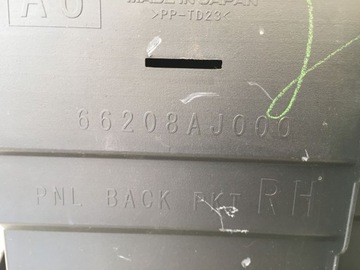 MADE IN JAPAN
>PP-TD23<
66208AJ000
PNL BACK PKT RH